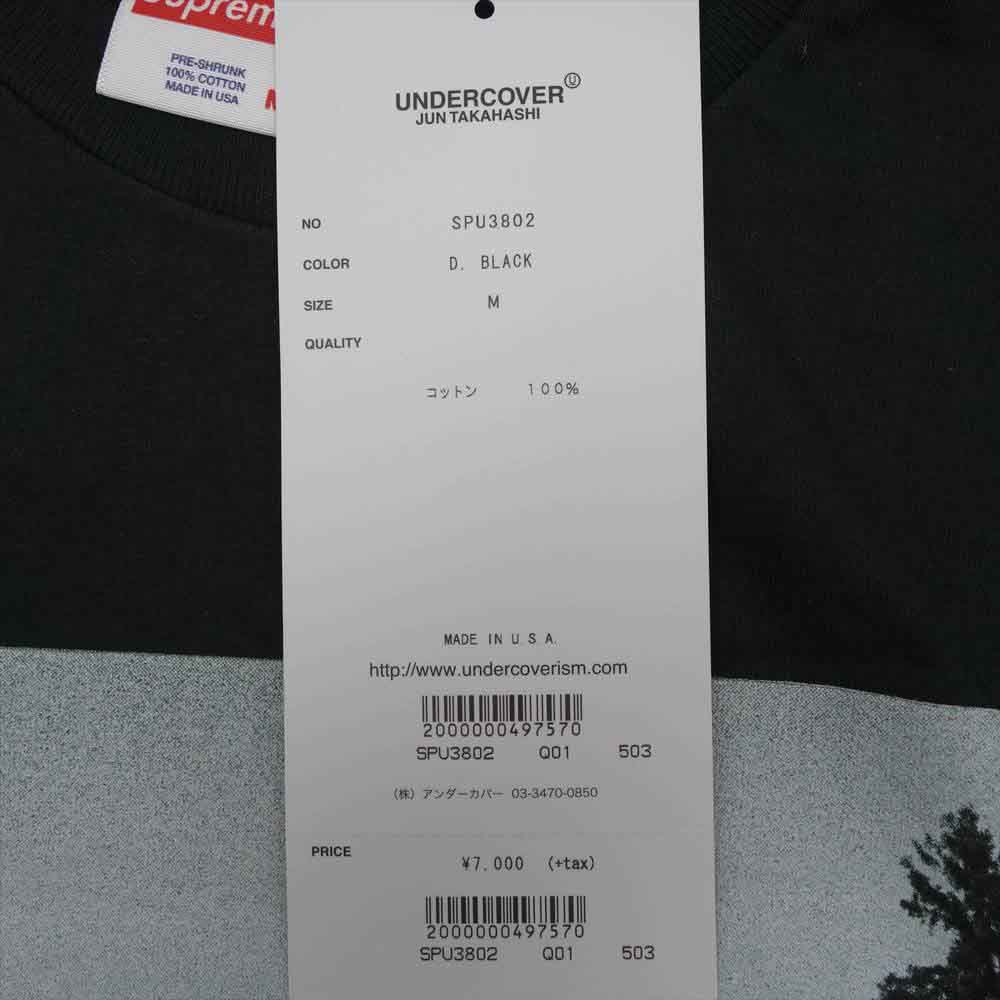 Supreme
PRE-SHRUNK
100% COTTON
MADE IN USA
M
UNDERCOVER Ⓤ
JUN TAKAHASHI
NO SPU3802
COLOR D. BLACK
SIZE M
QUALITY
コットン 100%
MADE IN U.S.A.
http://www.undercoverism.com
2000000497570
SPU3802 Q01 503
(株) アンダーカバー 03-3470-0850
PRICE ¥7.000 (+tax)
2000000497570
SPU3802 Q01 503